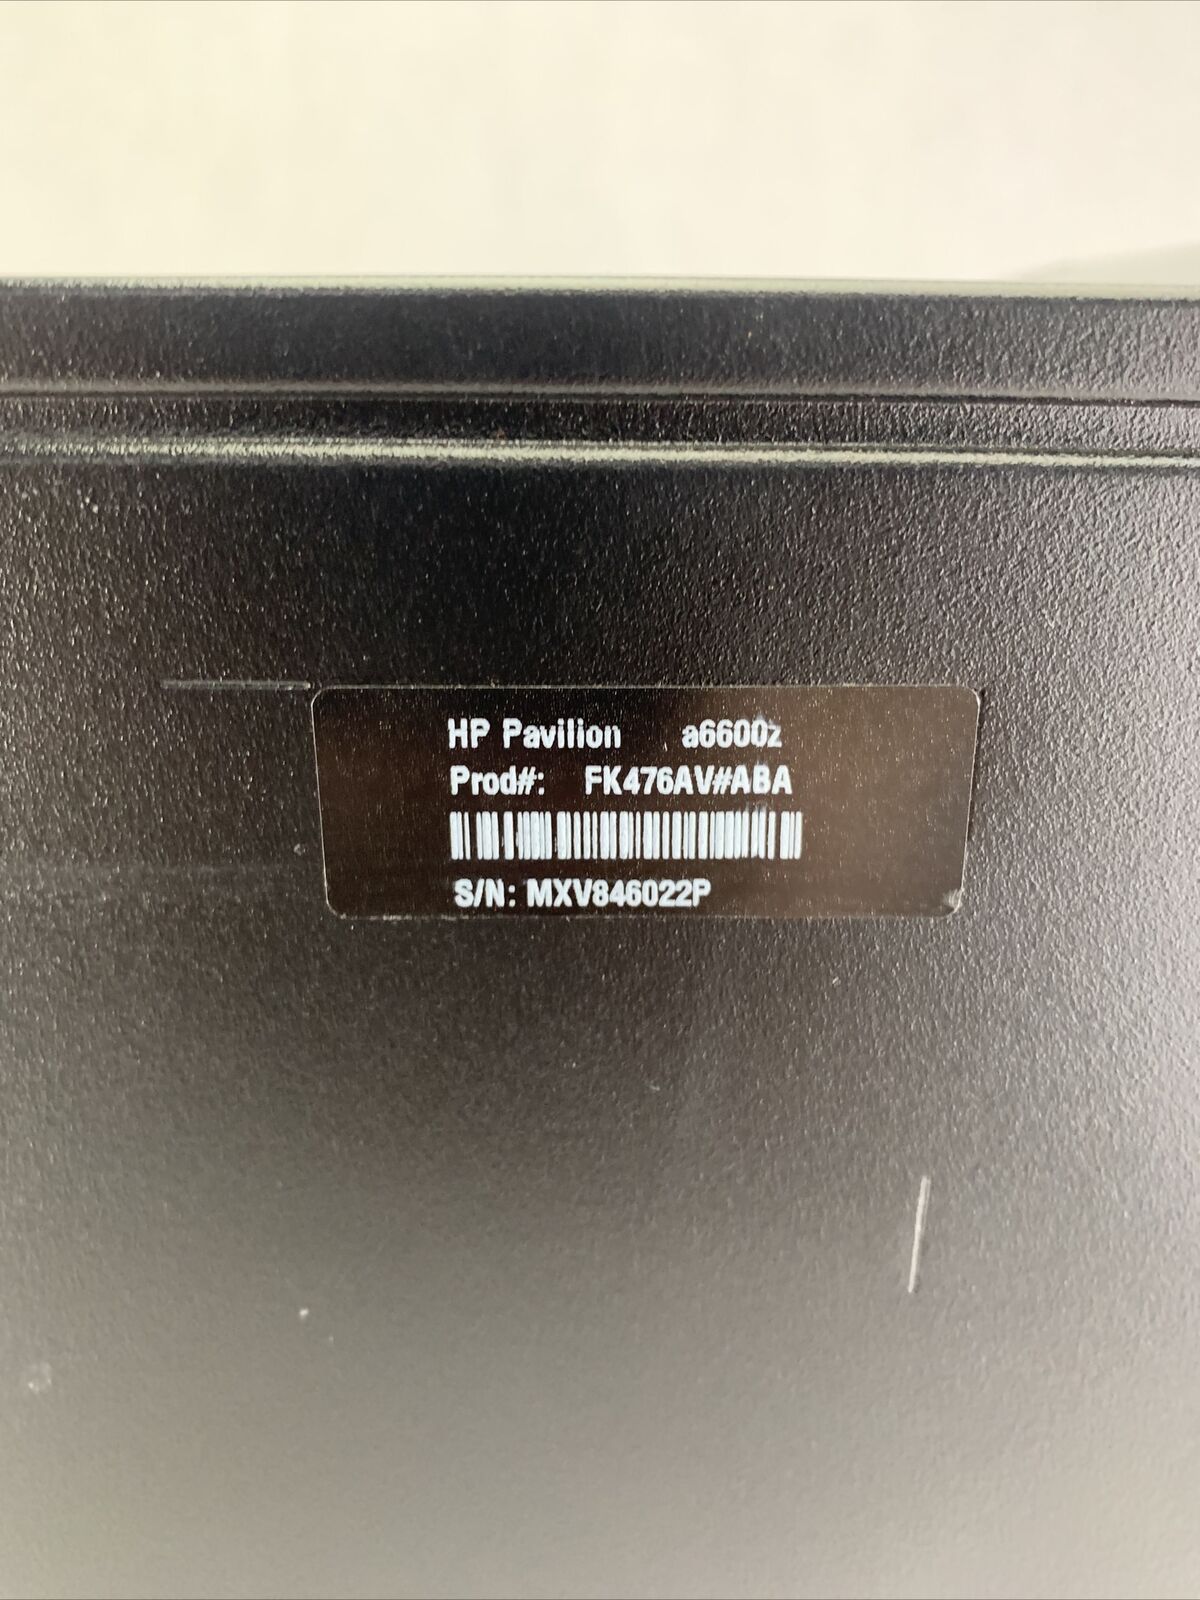 HP Pavilion a6600z
Prod#: FK476AV#ABA
S/N: MXV846022P